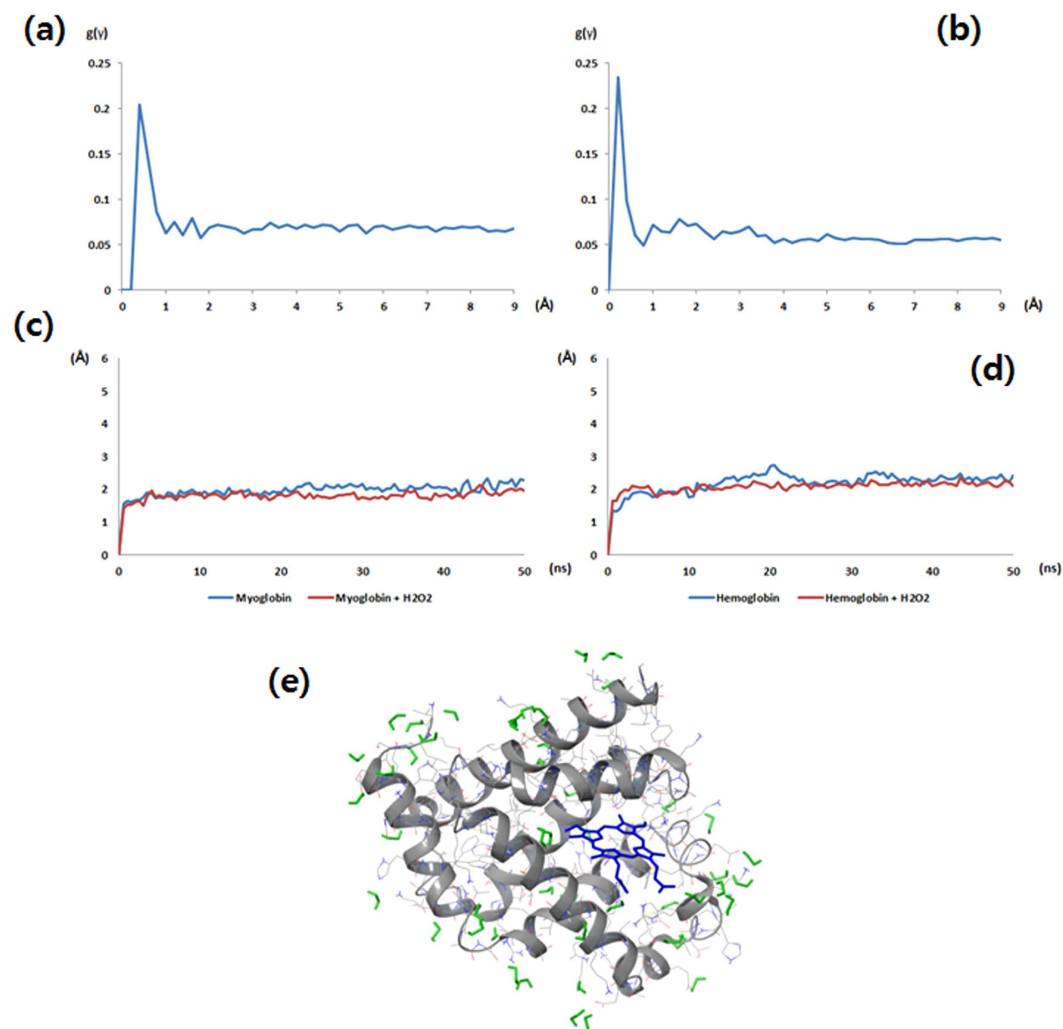 (a)
g(γ)
0.25
0.2
0.15
0.1
0.05
0
0 1 2 3 4 5 6 7 8 9 (Å)
(b)
g(γ)
0.25
0.2
0.15
0.1
0.05
0
0 1 2 3 4 5 6 7 8 9 (Å)
(c)
(Å)
6
5
4
3
2
1
0
0 10 20 30 40 50 (ns)
Myoglobin Myoglobin + H2O2
(d)
(Å)
6
5
4
3
2
1
0
0 10 20 30 40 50 (ns)
Hemoglobin Hemoglobin + H2O2
(e)